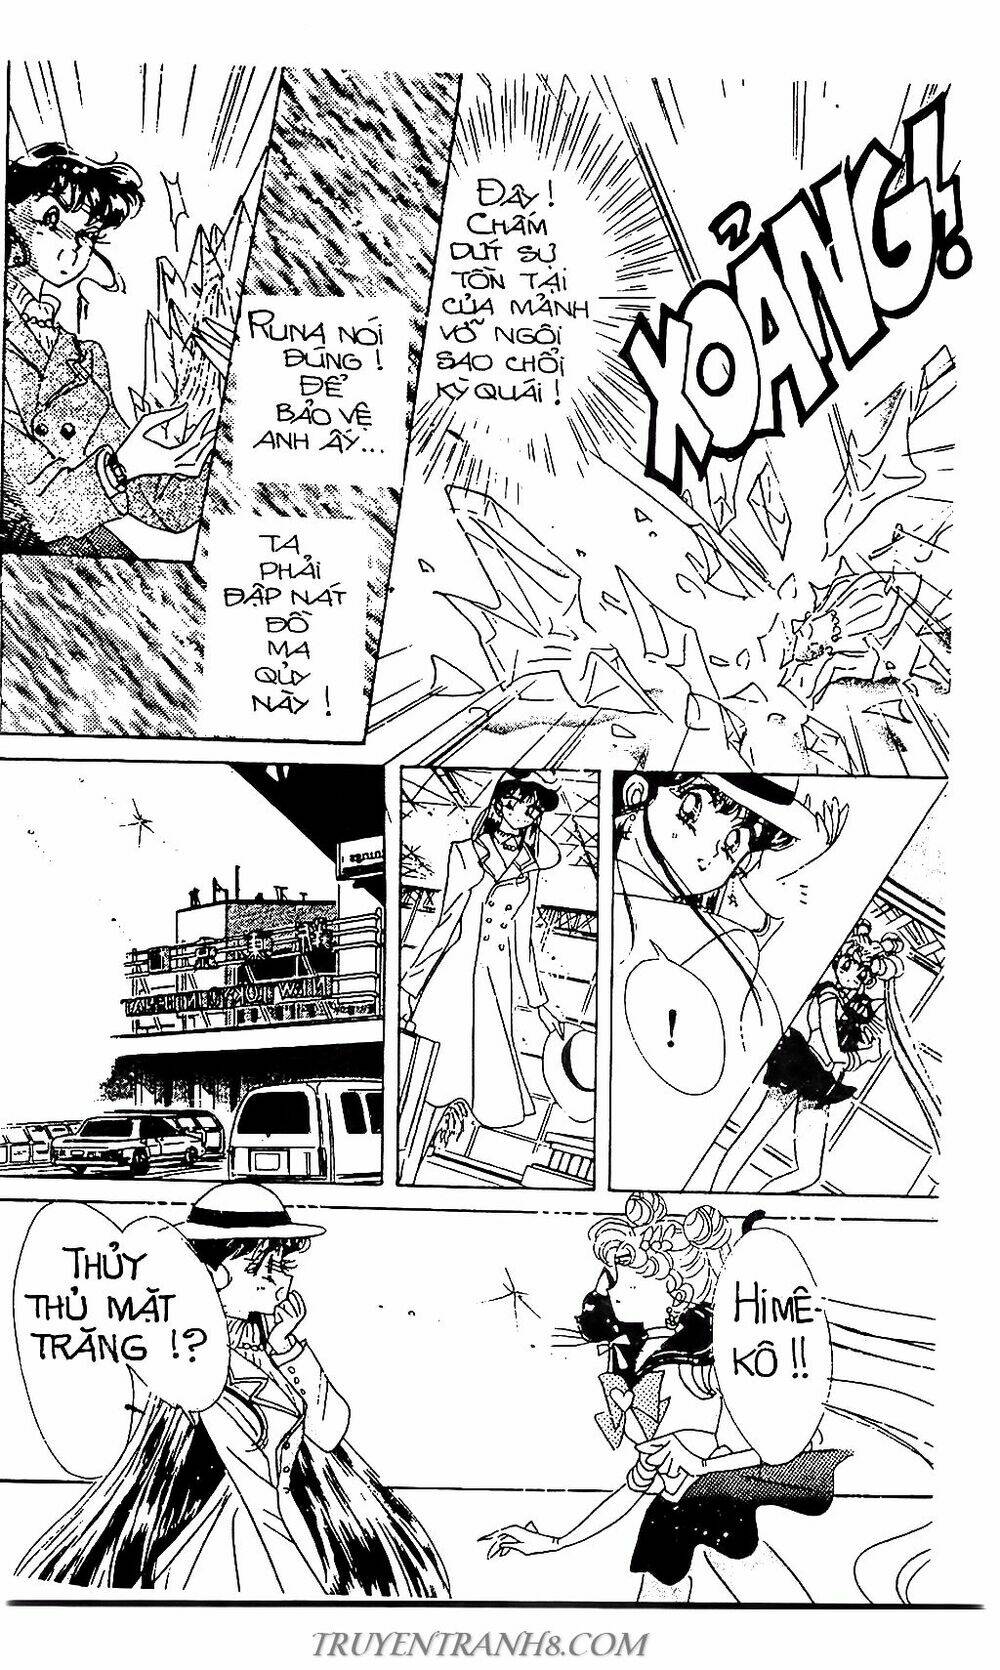 RUNA NÓI
ĐÚNG!
ĐỂ
BẢO VỆ
ANH ẤY...
TA
PHẢI
ĐẬP NÁT
ĐỒ
MA
QỦY
NÀY!
ĐÂY!
CHẤM
DỨT SỰ
TỒN TẠI
CỦA MẢNH
VỠ NGÔI
SAO CHỔI
KỲ QUÁI!
XOẢNG!
!
THỦY
THỦ MẶT
TRĂNG !?
HIMÊ-
KÔ!!
TRUYENTRANH8.COM